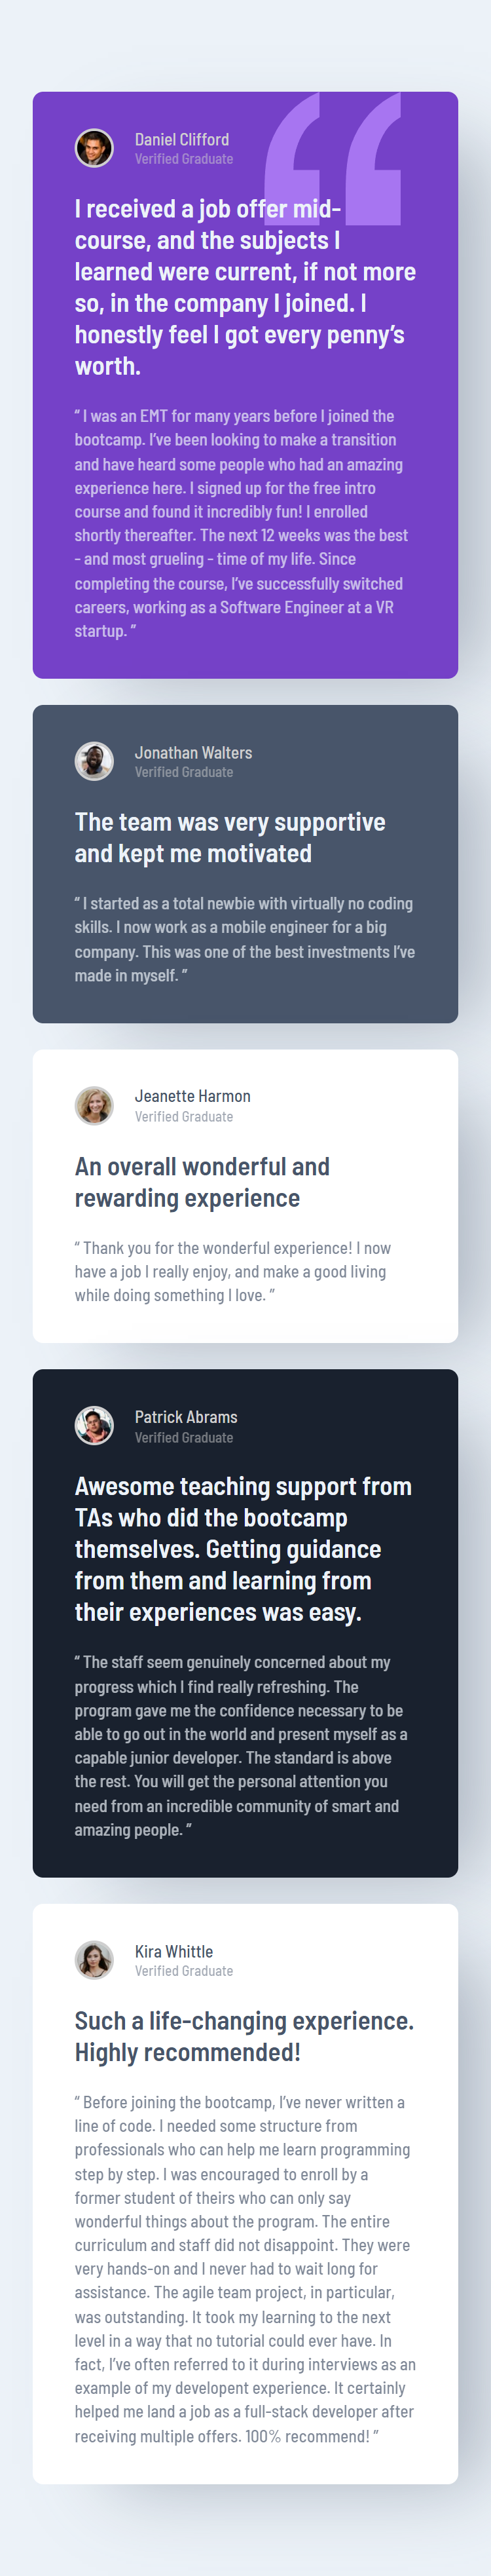 Daniel Clifford
Verified Graduate
I received a job offer mid-
course, and the subjects I
learned were current, if not more
so, in the company I joined. I
honestly feel I got every penny’s
worth.
“ I was an EMT for many years before I joined the
bootcamp. I’ve been looking to make a transition
and have heard some people who had an amazing
experience here. I signed up for the free intro
course and found it incredibly fun! I enrolled
shortly thereafter. The next 12 weeks was the best
- and most grueling - time of my life. Since
completing the course, I’ve successfully switched
careers, working as a Software Engineer at a VR
startup. ”
Jonathan Walters
Verified Graduate
The team was very supportive
and kept me motivated
“ I started as a total newbie with virtually no coding
skills. I now work as a mobile engineer for a big
company. This was one of the best investments I’ve
made in myself. ”
Jeanette Harmon
Verified Graduate
An overall wonderful and
rewarding experience
“ Thank you for the wonderful experience! I now
have a job I really enjoy, and make a good living
while doing something I love. ”
Patrick Abrams
Verified Graduate
Awesome teaching support from
TAs who did the bootcamp
themselves. Getting guidance
from them and learning from
their experiences was easy.
“ The staff seem genuinely concerned about my
progress which I find really refreshing. The
program gave me the confidence necessary to be
able to go out in the world and present myself as a
capable junior developer. The standard is above
the rest. You will get the personal attention you
need from an incredible community of smart and
amazing people. ”
Kira Whittle
Verified Graduate
Such a life-changing experience.
Highly recommended!
“ Before joining the bootcamp, I’ve never written a
line of code. I needed some structure from
professionals who can help me learn programming
step by step. I was encouraged to enroll by a
former student of theirs who can only say
wonderful things about the program. The entire
curriculum and staff did not disappoint. They were
very hands-on and I never had to wait long for
assistance. The agile team project, in particular,
was outstanding. It took my learning to the next
level in a way that no tutorial could ever have. In
fact, I’ve often referred to it during interviews as an
example of my developent experience. It certainly
helped me land a job as a full-stack developer after
receiving multiple offers. 100% recommend! ”